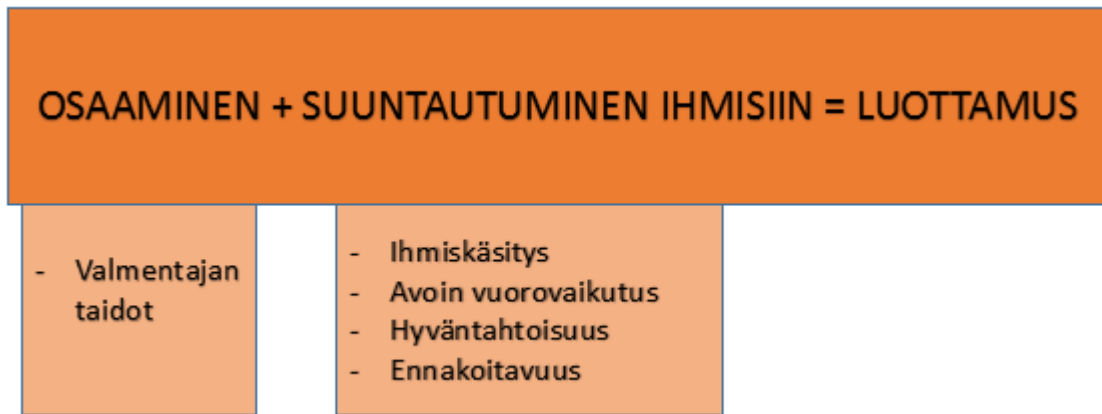 OSAAMINEN + SUUNTAUTUMINEN IHMISIIN = LUOTTAMUS
- Valmentajan
taidot
- Ihmiskäsitys
- Avoin vuorovaikutus
- Hyväntahtoisuus
- Ennakoitavuus